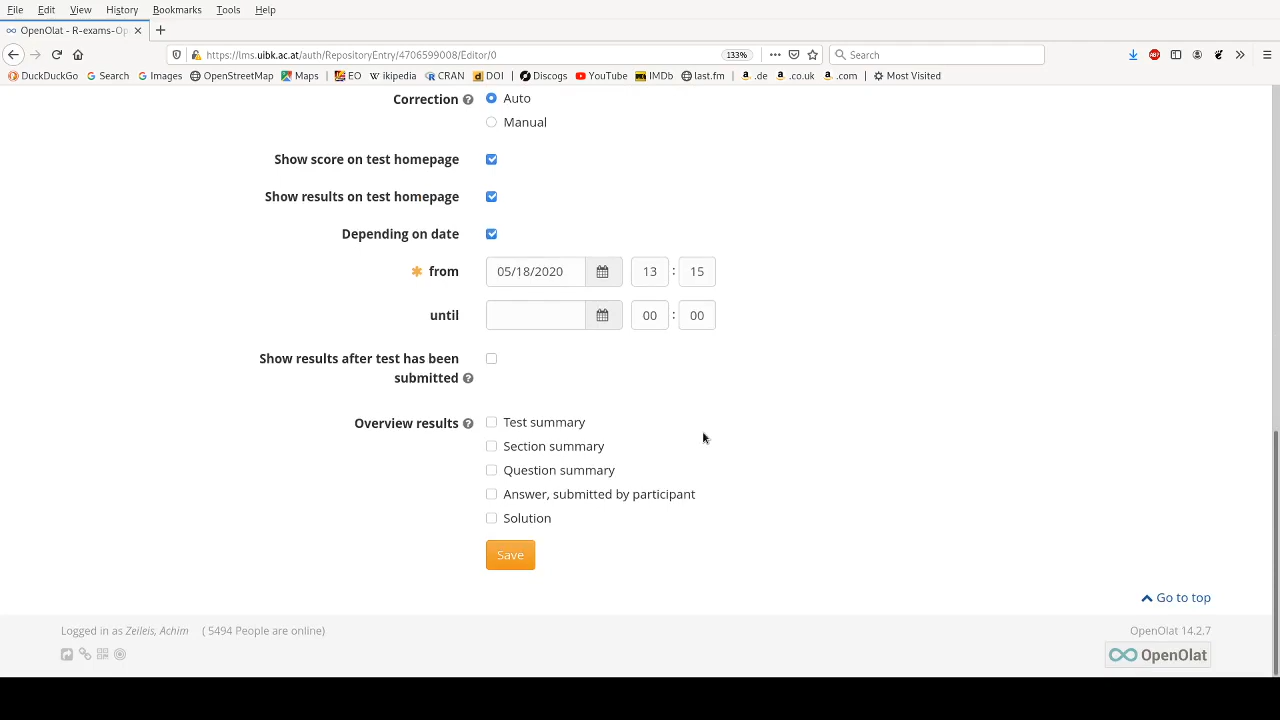 File Edit View History Bookmarks Tools Help
OpenOlat - R-exams-Op
https://lms.uibk.ac.at/auth/RepositoryEntry/4706599008/Editor/0 133% Search
DuckDuckGo Search Images OpenStreetMap Maps EO Wikipedia CRAN DOI Discogs YouTube IMDb last.fm .de .co.uk .com Most Visited
Correction Auto
Manual
Show score on test homepage
Show results on test homepage
Depending on date
from 05/18/2020 13 : 15
until 00 : 00
Show results after test has been
submitted
Overview results Test summary
Section summary
Question summary
Answer, submitted by participant
Solution
Save
Go to top
Logged in as Zeileis, Achim ( 5494 People are online) OpenOlat 14.2.7
OpenOlat